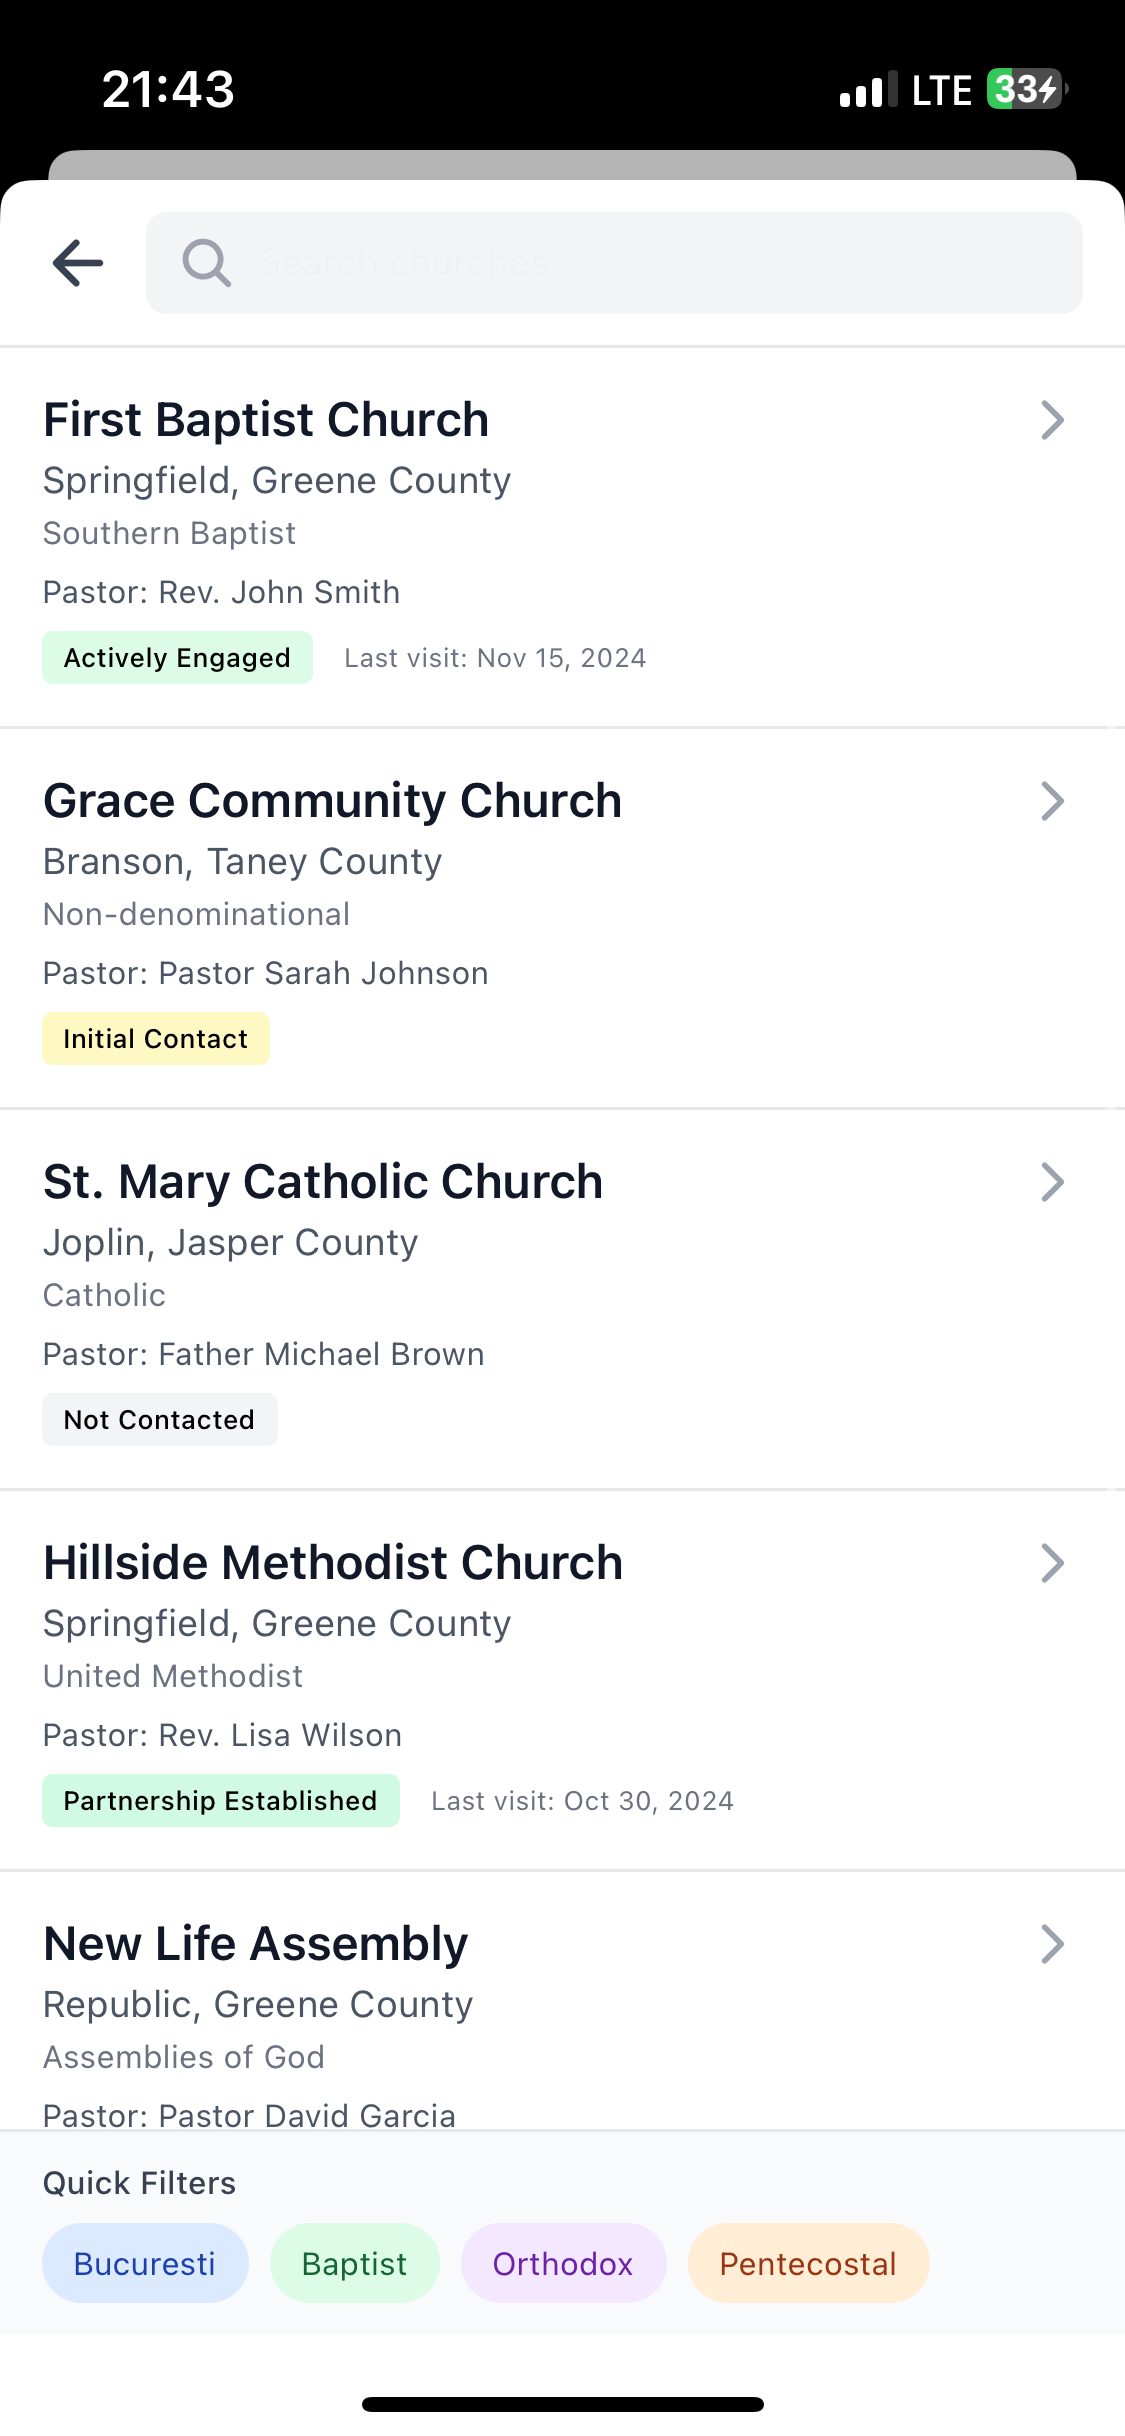 21:43
LTE 33
Search churches...
First Baptist Church
Springfield, Greene County
Southern Baptist
Pastor: Rev. John Smith
Actively Engaged Last visit: Nov 15, 2024
Grace Community Church
Branson, Taney County
Non-denominational
Pastor: Pastor Sarah Johnson
Initial Contact
St. Mary Catholic Church
Joplin, Jasper County
Catholic
Pastor: Father Michael Brown
Not Contacted
Hillside Methodist Church
Springfield, Greene County
United Methodist
Pastor: Rev. Lisa Wilson
Partnership Established Last visit: Oct 30, 2024
New Life Assembly
Republic, Greene County
Assemblies of God
Pastor: Pastor David Garcia
Quick Filters
Bucuresti Baptist Orthodox Pentecostal